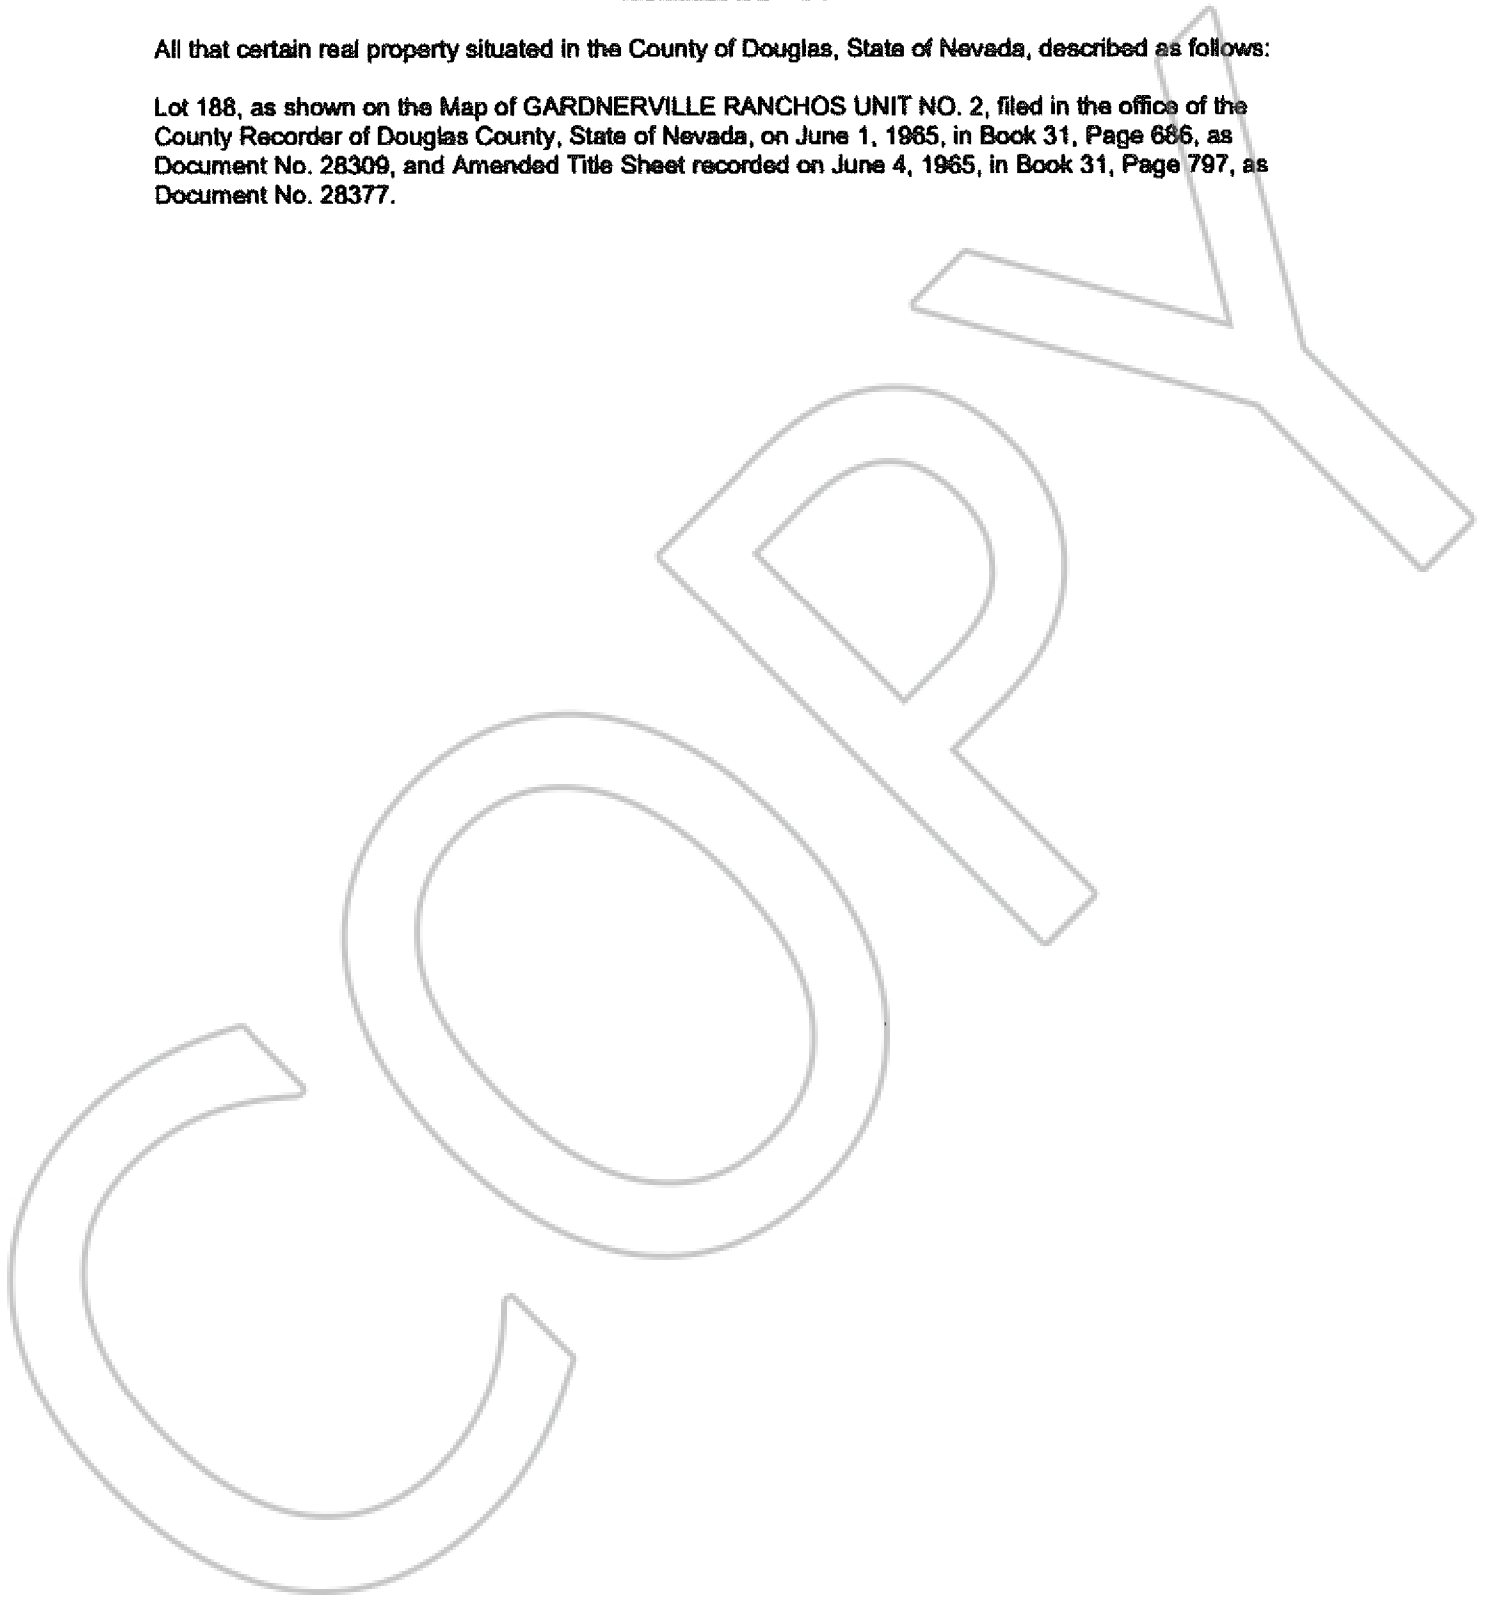 All that certain real property situated in the County of Douglas, State of Nevada, described as follows:
Lot 188, as shown on the Map of GARDNERVILLE RANCHOS UNIT NO. 2, filed in the office of the
County Recorder of Douglas County, State of Nevada, on June 1, 1965, in Book 31, Page 686, as
Document No. 28309, and Amended Title Sheet recorded on June 4, 1965, in Book 31, Page 797, as
Document No. 28377.
COPY